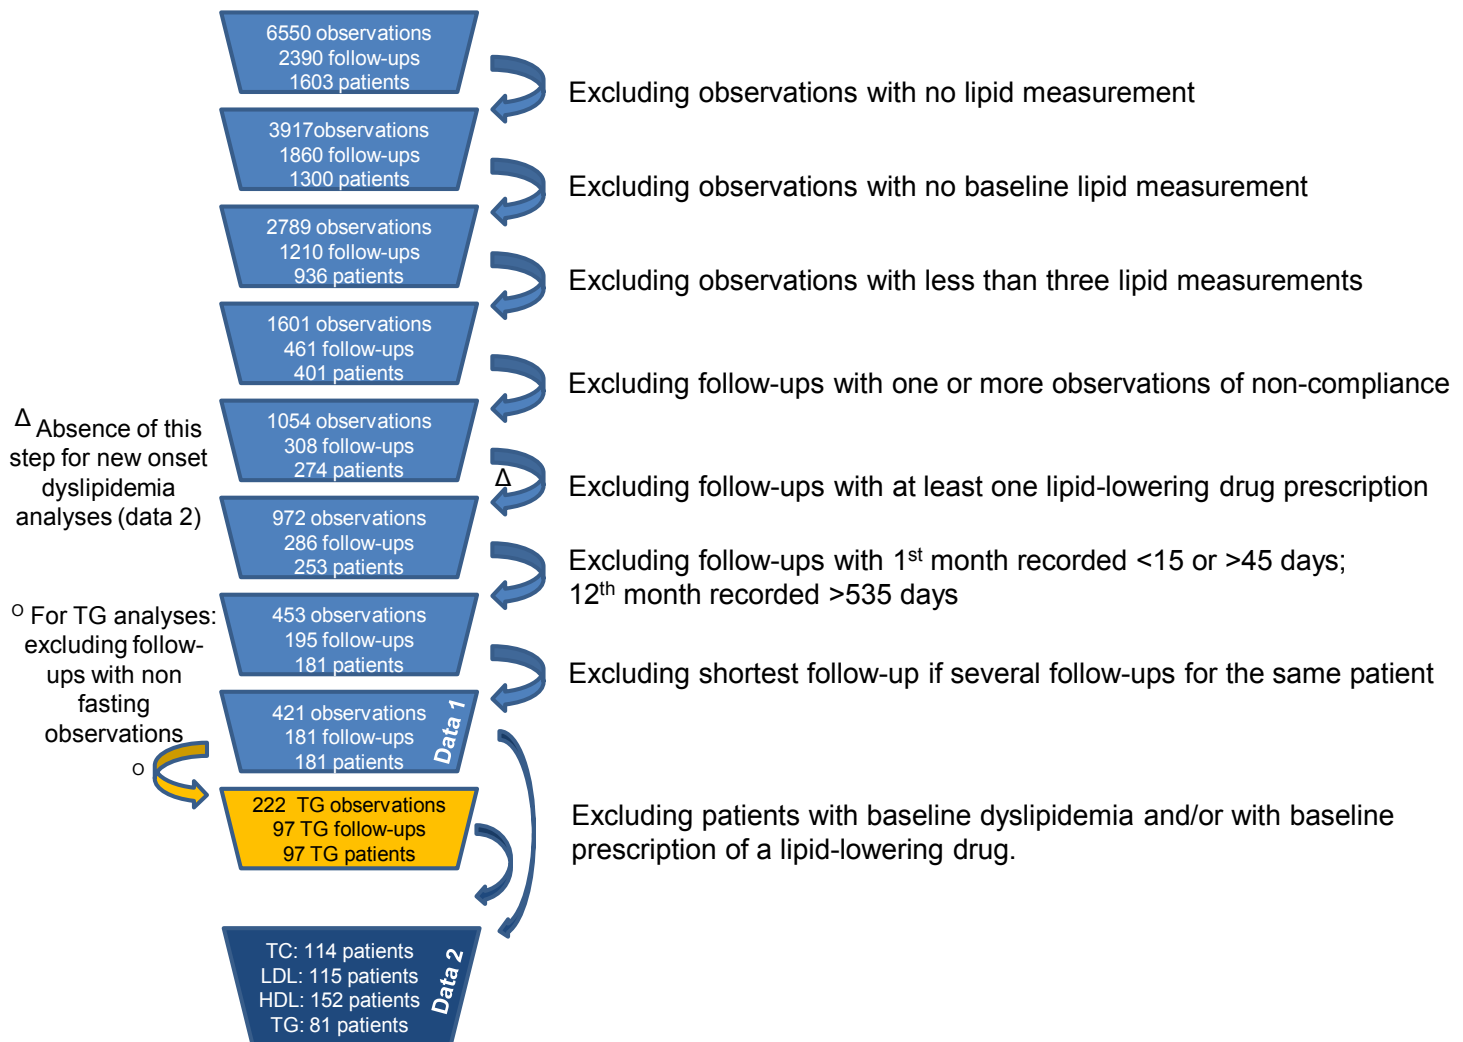 6550 observations
2390 follow-ups
1603 patients
Excluding observations with no lipid measurement
3917observations
1860 follow-ups
1300 patients
Excluding observations with no baseline lipid measurement
2789 observations
1210 follow-ups
936 patients
Excluding observations with less than three lipid measurements
1601 observations
461 follow-ups
401 patients
Excluding follow-ups with one or more observations of non-compliance
1054 observations
308 follow-ups
274 patients
Δ Absence of this
step for new onset
dyslipidemia
analyses (data 2)
Δ
Excluding follow-ups with at least one lipid-lowering drug prescription
972 observations
286 follow-ups
253 patients
Excluding follow-ups with 1st month recorded <15 or >45 days;
12th month recorded >535 days
453 observations
195 follow-ups
181 patients
O For TG analyses:
excluding follow-
ups with non
fasting
observations
O
Excluding shortest follow-up if several follow-ups for the same patient
421 observations
181 follow-ups
181 patients
Data 1
222 TG observations
97 TG follow-ups
97 TG patients
Excluding patients with baseline dyslipidemia and/or with baseline
prescription of a lipid-lowering drug.
TC: 114 patients
LDL: 115 patients
HDL: 152 patients
TG: 81 patients
Data 2